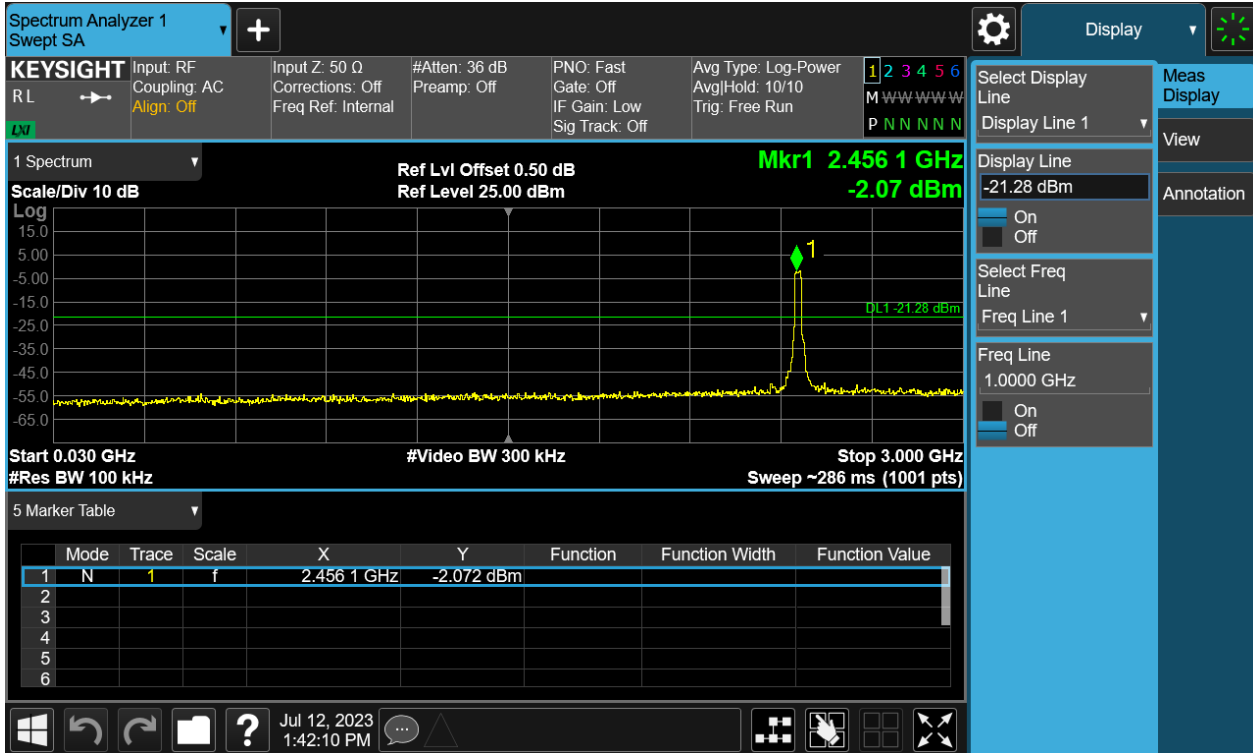 Spectrum Analyzer 1
Swept SA
Display
KEYSIGHT
R L
LXI
Input: RF
Coupling: AC
Align: Off
Input Z: 50 Ω
Corrections: Off
Freq Ref: Internal
#Atten: 36 dB
Preamp: Off
PNO: Fast
Gate: Off
IF Gain: Low
Sig Track: Off
Avg Type: Log-Power
Avg|Hold: 10/10
Trig: Free Run
1 2 3 4 5 6
M W W W W W
P N N N N N
1 Spectrum
Scale/Div 10 dB
Ref Lvl Offset 0.50 dB
Ref Level 25.00 dBm
Mkr1 2.456 1 GHz
-2.07 dBm
Log
15.0
5.00
-5.00
-15.0
-25.0
-35.0
-45.0
-55.0
-65.0
1
DL1 -21.28 dBm
Start 0.030 GHz
#Res BW 100 kHz
#Video BW 300 kHz
Stop 3.000 GHz
Sweep ~286 ms (1001 pts)
5 Marker Table
Mode Trace Scale X Y Function Function Width Function Value
1 N 1 f 2.456 1 GHz -2.072 dBm
2
3
4
5
6
Select Display
Line
Display Line 1
Display Line
-21.28 dBm
On
Off
Select Freq
Line
Freq Line 1
Freq Line
1.0000 GHz
On
Off
Meas
Display
View
Annotation
?
Jul 12, 2023
1:42:10 PM